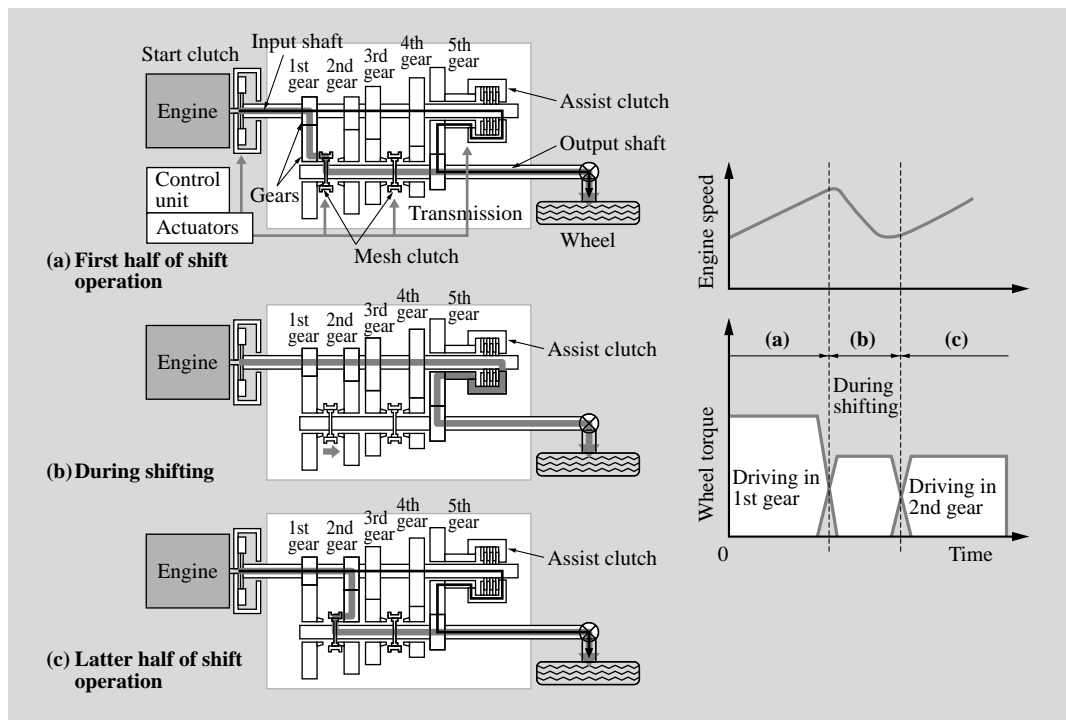 Start clutch
Input shaft
1st
gear
2nd
gear
3rd
gear
4th
gear
5th
gear
Engine
Assist clutch
Output shaft
Control
unit
Actuators
Gears
Transmission
Mesh clutch
Wheel
(a) First half of shift
operation
1st
gear
2nd
gear
3rd
gear
4th
gear
5th
gear
Engine
Assist clutch
(b) During shifting
1st
gear
2nd
gear
3rd
gear
4th
gear
5th
gear
Engine
Assist clutch
(c) Latter half of shift
operation
Engine speed
(a)
(b)
(c)
During
shifting
Wheel torque
Driving in
1st gear
Driving in
2nd gear
0
Time